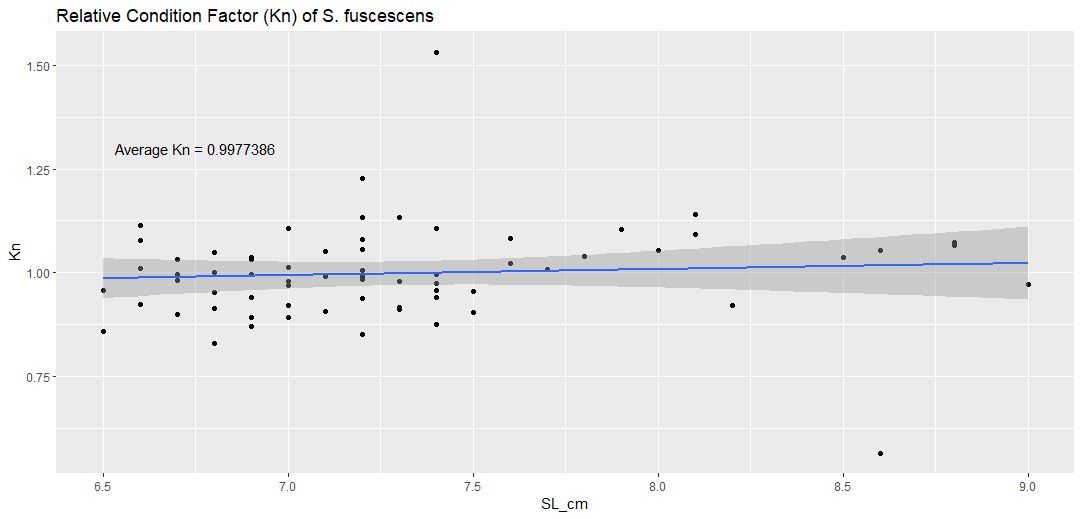 Relative Condition Factor (Kn) of S. fuscescens
1.50
Average Kn = 0.9977386
1.25
Kn
1.00
0.75
6.5 7.0 7.5 8.0 8.5 9.0
SL_cm